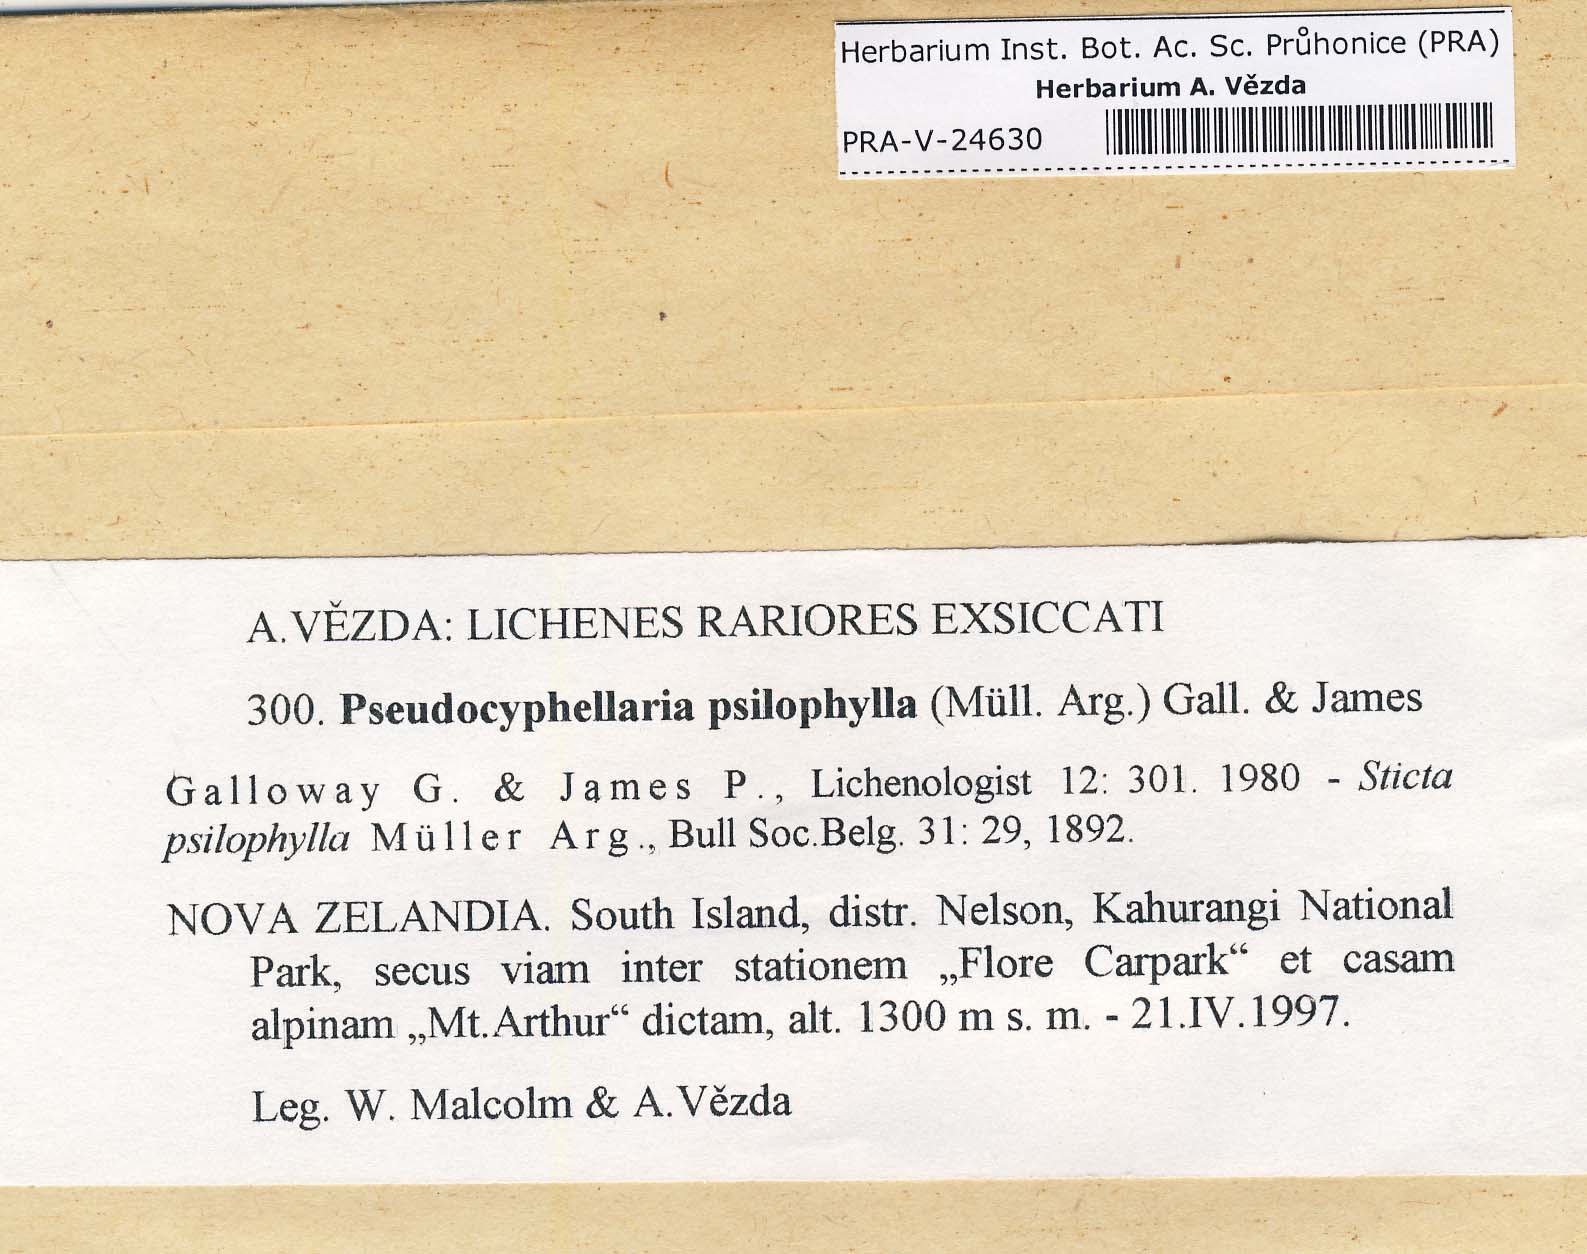 Herbarium Inst. Bot. Ac. Sc. Průhonice (PRA)
Herbarium A. Vězda
PRA-V-24630
A.VĚZDA: LICHENES RARIORES EXSICCATI
300. Pseudocyphellaria psilophylla (Müll. Arg.) Gall. & James
Galloway G. & James P., Lichenologist 12: 301. 1980 - Sticta
psilophylla Müller Arg., Bull Soc.Belg. 31: 29, 1892.
NOVA ZELANDIA. South Island, distr. Nelson, Kahurangi National
Park, secus viam inter stationem „Flore Carpark“ et casam
alpinam „Mt.Arthur“ dictam, alt. 1300 m s. m. - 21.IV.1997.
Leg. W. Malcolm & A.Vězda